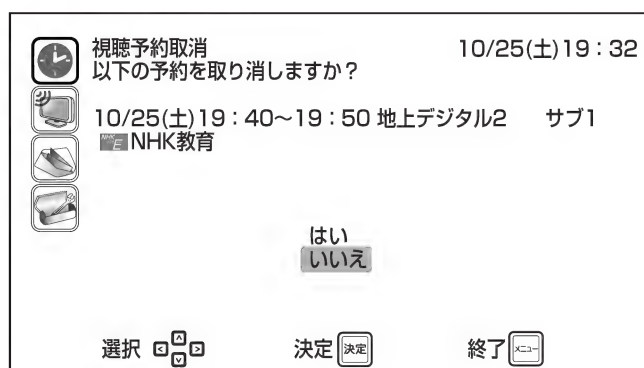 視聴予約取消 10/25(土)19：32
以下の予約を取り消しますか？
10/25(土)19：40～19：50 地上デジタル2 サブ1
NHK E NHK教育
はい
いいえ
選択 決定 決定 終了 メニュー